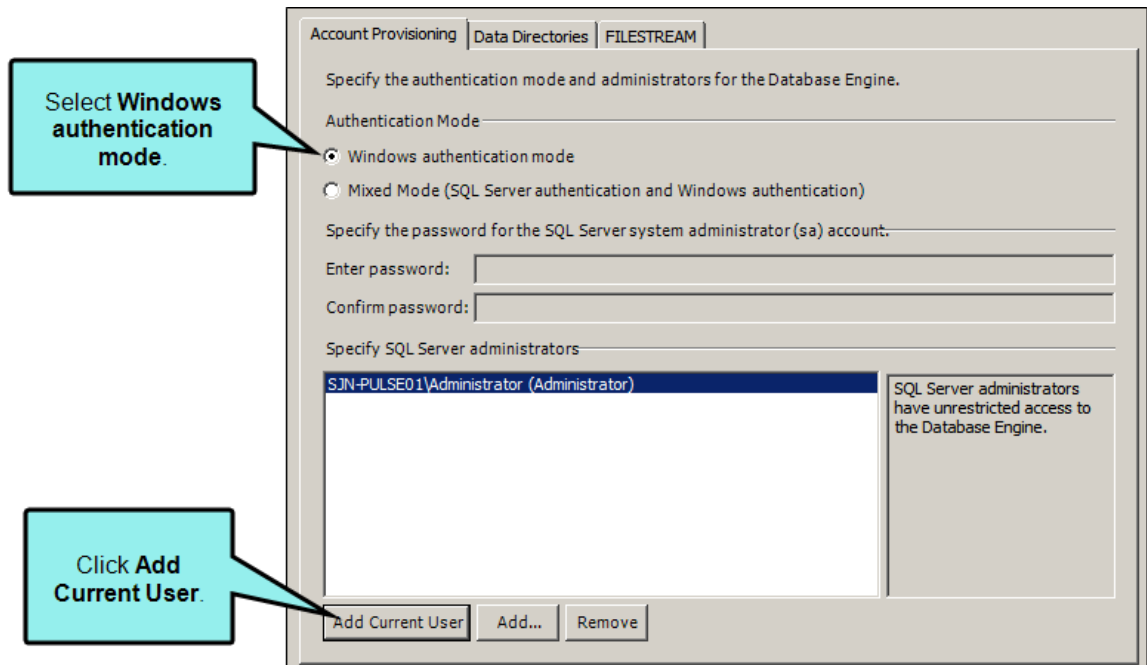 Account Provisioning Data Directories FILESTREAM
Specify the authentication mode and administrators for the Database Engine.
Select Windows
authentication
mode.
Authentication Mode
Windows authentication mode
Mixed Mode (SQL Server authentication and Windows authentication)
Specify the password for the SQL Server system administrator (sa) account.
Enter password:
Confirm password:
Specify SQL Server administrators
SJN-PULSE01\Administrator (Administrator)
SQL Server administrators
have unrestricted access to
the Database Engine.
Click Add
Current User.
Add Current User Add... Remove